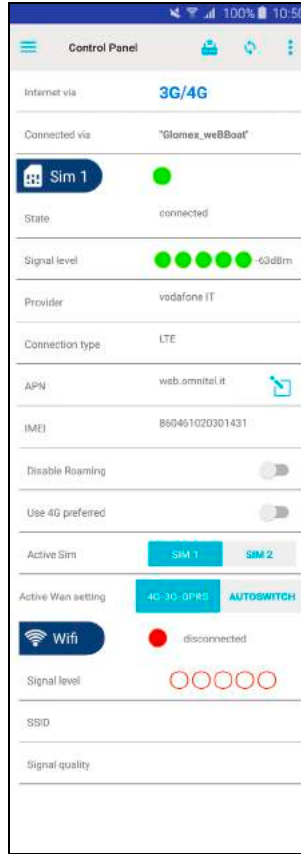 100% 10:50
Control Panel
Internet via 3G/4G
Connected via "Glomex_weBBoat"
Sim 1
State connected
Signal level -63dBm
Provider vodafone IT
Connection type LTE
APN web.omnitel.it
IMEI 860461020301431
Disable Roaming
Use 4G preferred
Active Sim SIM 1 SIM 2
Active Wan setting 4G-3G-GPRS AUTOSWITCH
Wifi disconnected
Signal level
SSID
Signal quality